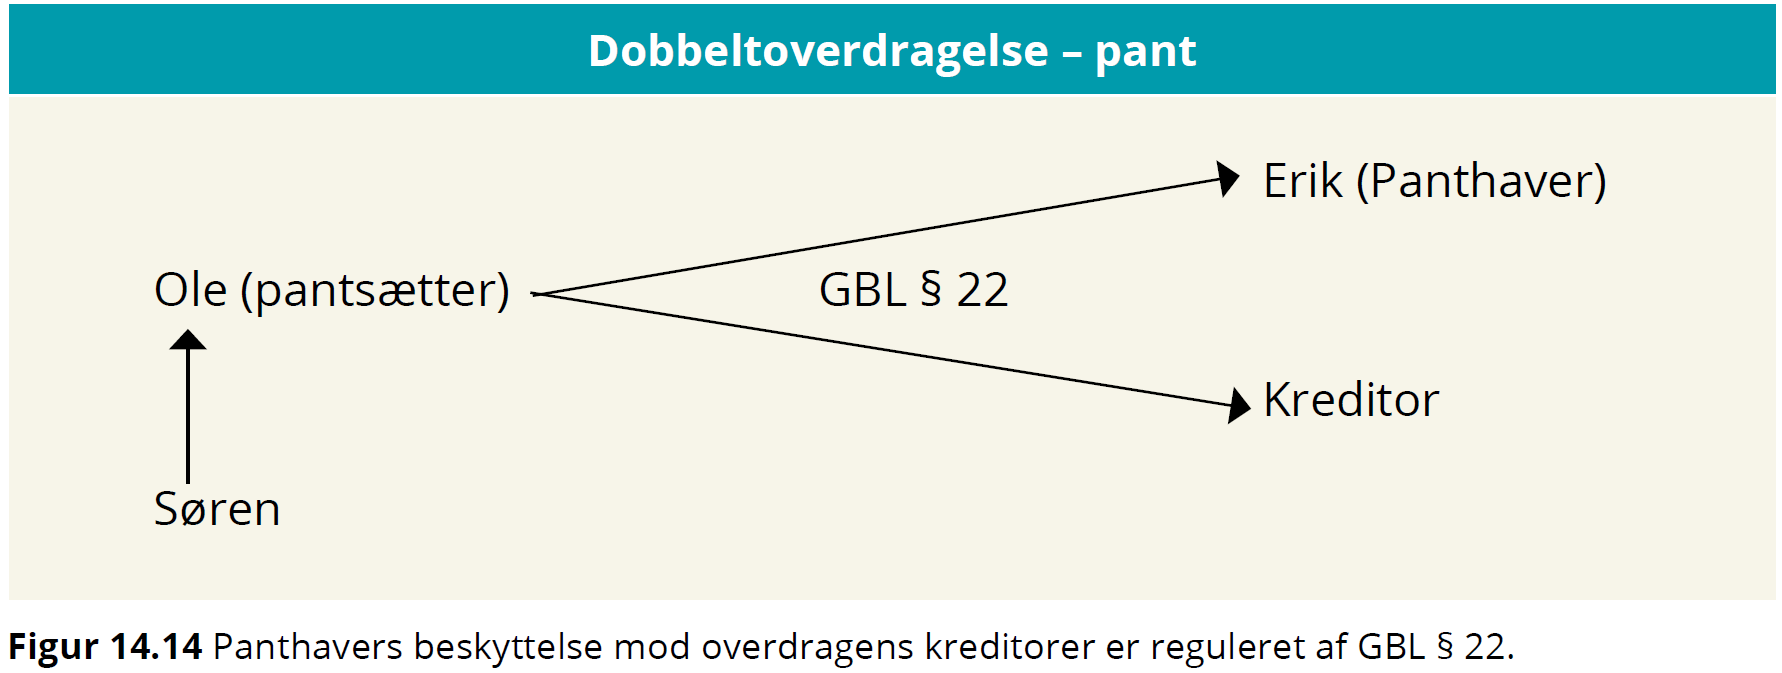 Dobbeltoverdragelse – pant
Erik (Panthaver)
Ole (pantsætter)
GBL § 22
Kreditor
Søren
Figur 14.14 Panthavers beskyttelse mod overdragens kreditorer er reguleret af GBL § 22.